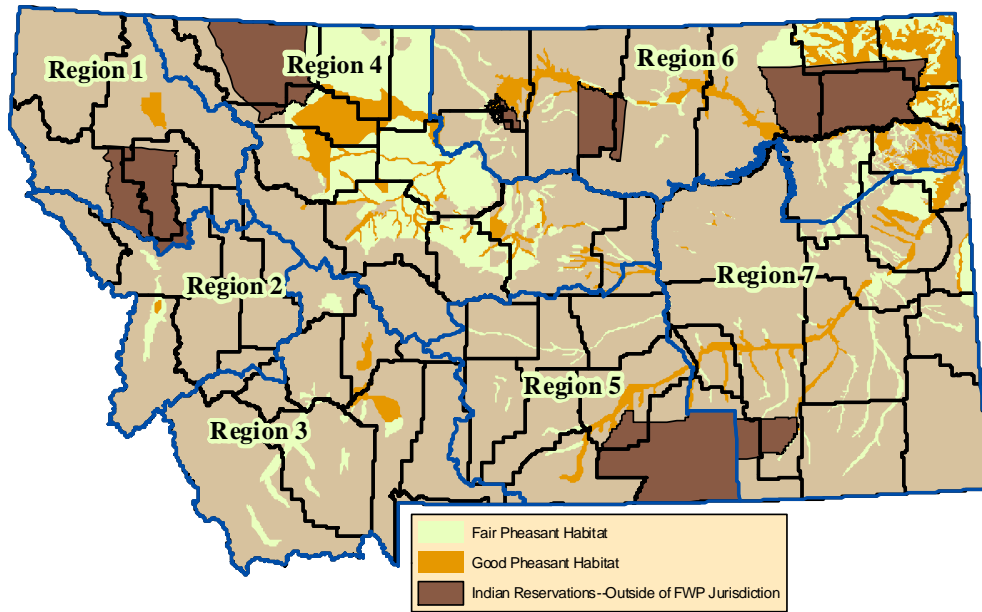 Region 1
Region 4
Region 6
Region 2
Region 7
Region 5
Region 3
Fair Pheasant Habitat
Good Pheasant Habitat
Indian Reservations--Outside of FWP Jurisdiction